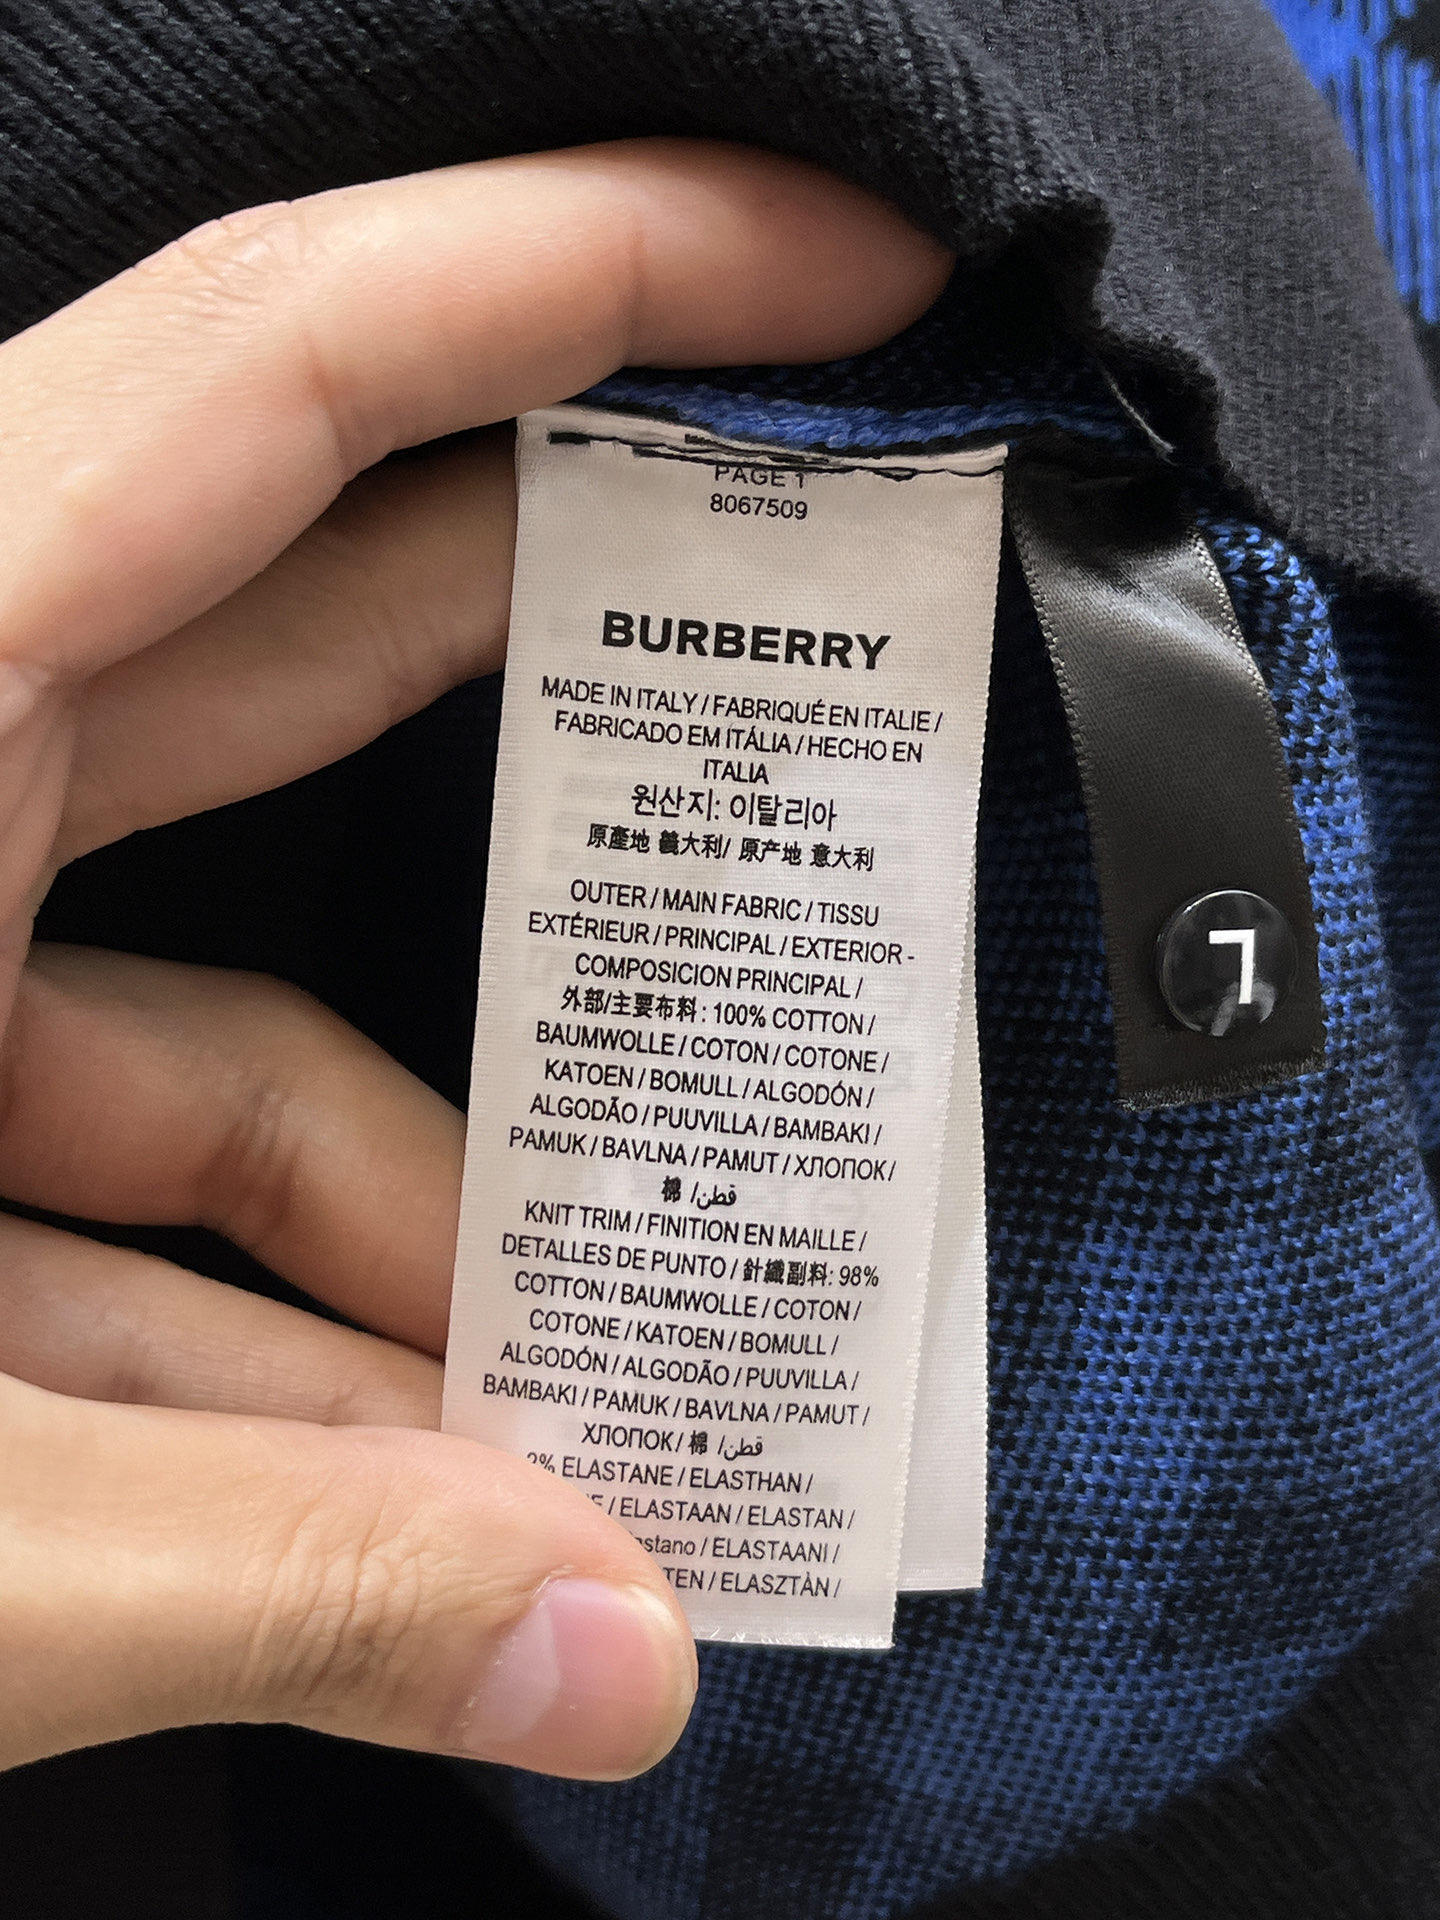 PAGE 1
8067509
BURBERRY
MADE IN ITALY / FABRIQUÉ EN ITALIE /
FABRICADO EM ITÁLIA / HECHO EN
ITALIA
원산지: 이탈리아
原產地 義大利/ 原产地 意大利
OUTER / MAIN FABRIC / TISSU
EXTÉRIEUR / PRINCIPAL / EXTERIOR -
COMPOSICION PRINCIPAL /
外部/主要布料 : 100% COTTON /
BAUMWOLLE / COTON / COTONE /
KATOEN / BOMULL / ALGODÓN /
ALGODÃO / PUUVILLA / BAMBAKI /
PAMUK / BAVLNA / PAMUT / ХЛОПОК /
棉 /قطن
KNIT TRIM / FINITION EN MAILLE /
DETALLES DE PUNTO / 針織副料: 98%
COTTON / BAUMWOLLE / COTON /
COTONE / KATOEN / BOMULL /
ALGODÓN / ALGODÃO / PUUVILLA /
BAMBAKI / PAMUK / BAVLNA / PAMUT /
ХЛОПОК / 棉 /قطن
2% ELASTANE / ELASTHAN /
/ ELASTAAN / ELASTAN /
/ ELASTAANI /
/ ELASZTÀN /
L